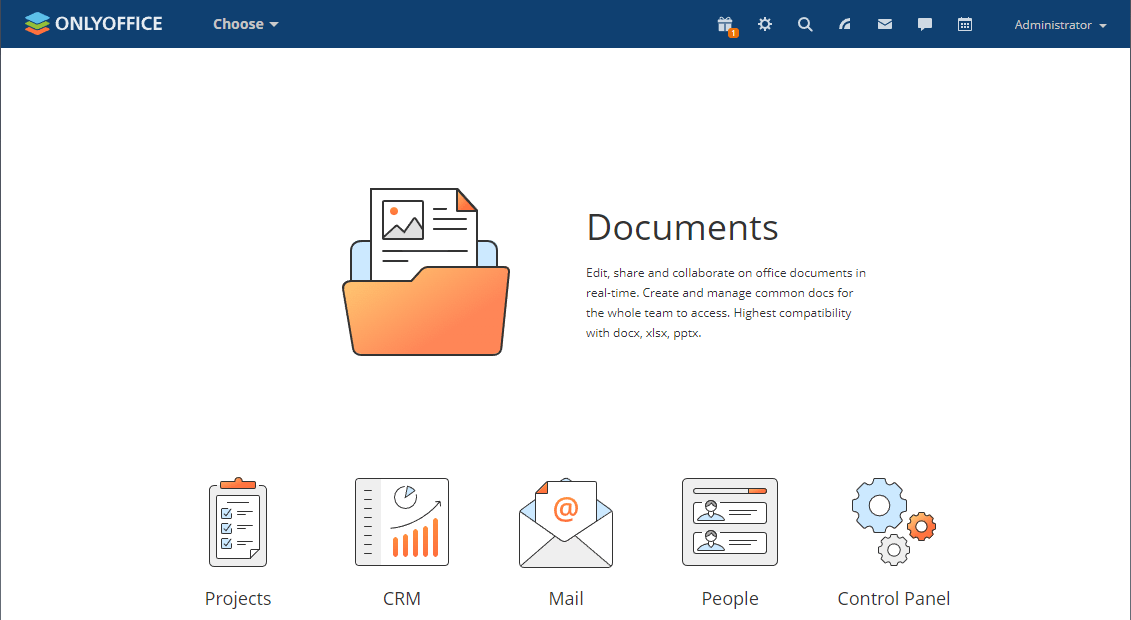 ONLYOFFICE
Choose
1
Administrator
Documents
Edit, share and collaborate on office documents in
real-time. Create and manage common docs for
the whole team to access. Highest compatibility
with docx, xlsx, pptx.
@
Projects
CRM
Mail
People
Control Panel